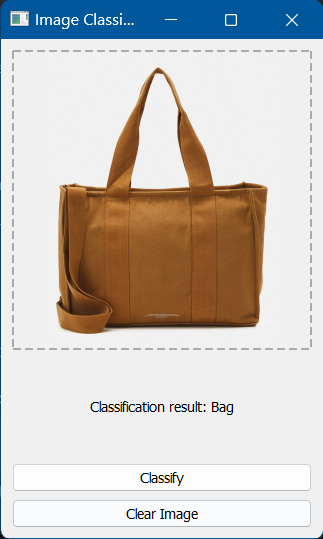 Image Classi...
Classification result: Bag
Classify
Clear Image